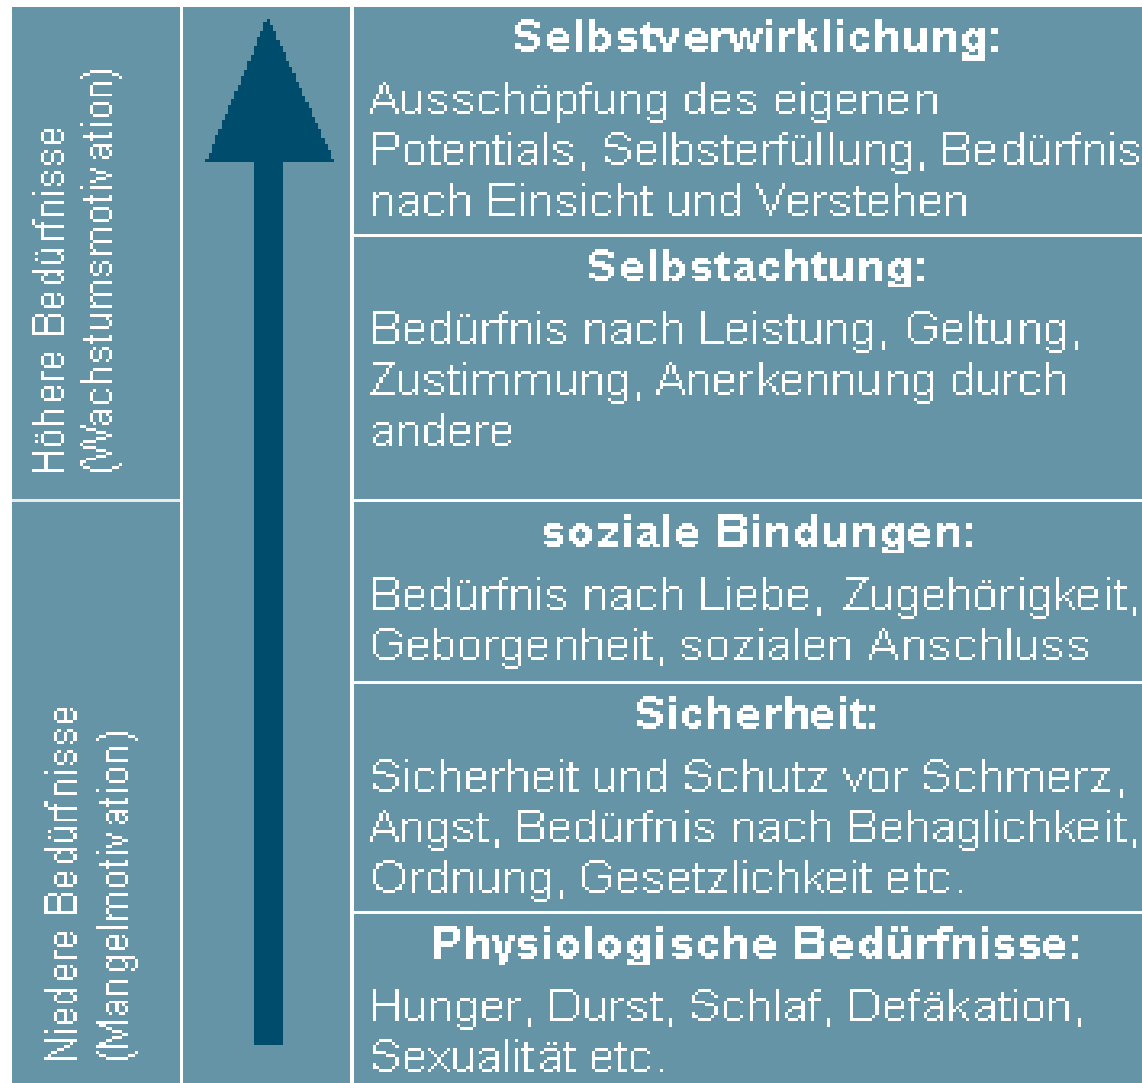 Höhere Bedürfnisse
(Wachstumsmotivation)
Selbstverwirklichung:
Ausschöpfung des eigenen
Potentials, Selbsterfüllung, Bedürfnis
nach Einsicht und Verstehen
Selbstachtung:
Bedürfnis nach Leistung, Geltung,
Zustimmung, Anerkennung durch
andere
Niedere Bedürfnisse
(Mangelmotivation)
soziale Bindungen:
Bedürfnis nach Liebe, Zugehörigkeit,
Geborgenheit, sozialen Anschluss
Sicherheit:
Sicherheit und Schutz vor Schmerz,
Angst, Bedürfnis nach Behaglichkeit,
Ordnung, Gesetzlichkeit etc.
Physiologische Bedürfnisse:
Hunger, Durst, Schlaf, Defäkation,
Sexualität etc.